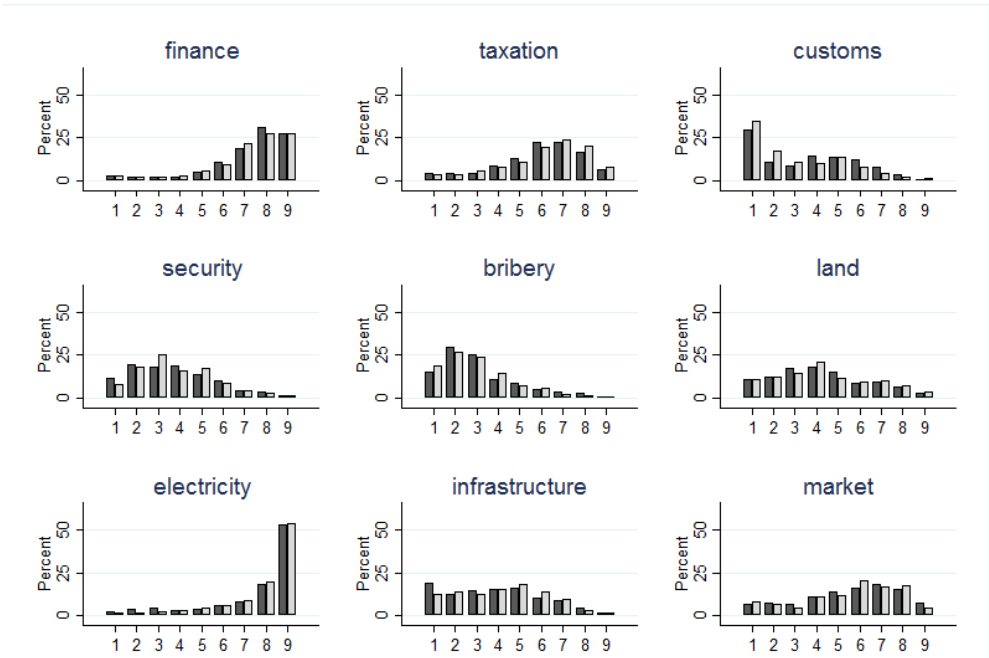 finance taxation customs
Percent 0 25 50 Percent 0 25 50 Percent 0 25 50
1 2 3 4 5 6 7 8 9 1 2 3 4 5 6 7 8 9 1 2 3 4 5 6 7 8 9
security bribery land
Percent 0 25 50 Percent 0 25 50 Percent 0 25 50
1 2 3 4 5 6 7 8 9 1 2 3 4 5 6 7 8 9 1 2 3 4 5 6 7 8 9
electricity infrastructure market
Percent 0 25 50 Percent 0 25 50 Percent 0 25 50
1 2 3 4 5 6 7 8 9 1 2 3 4 5 6 7 8 9 1 2 3 4 5 6 7 8 9